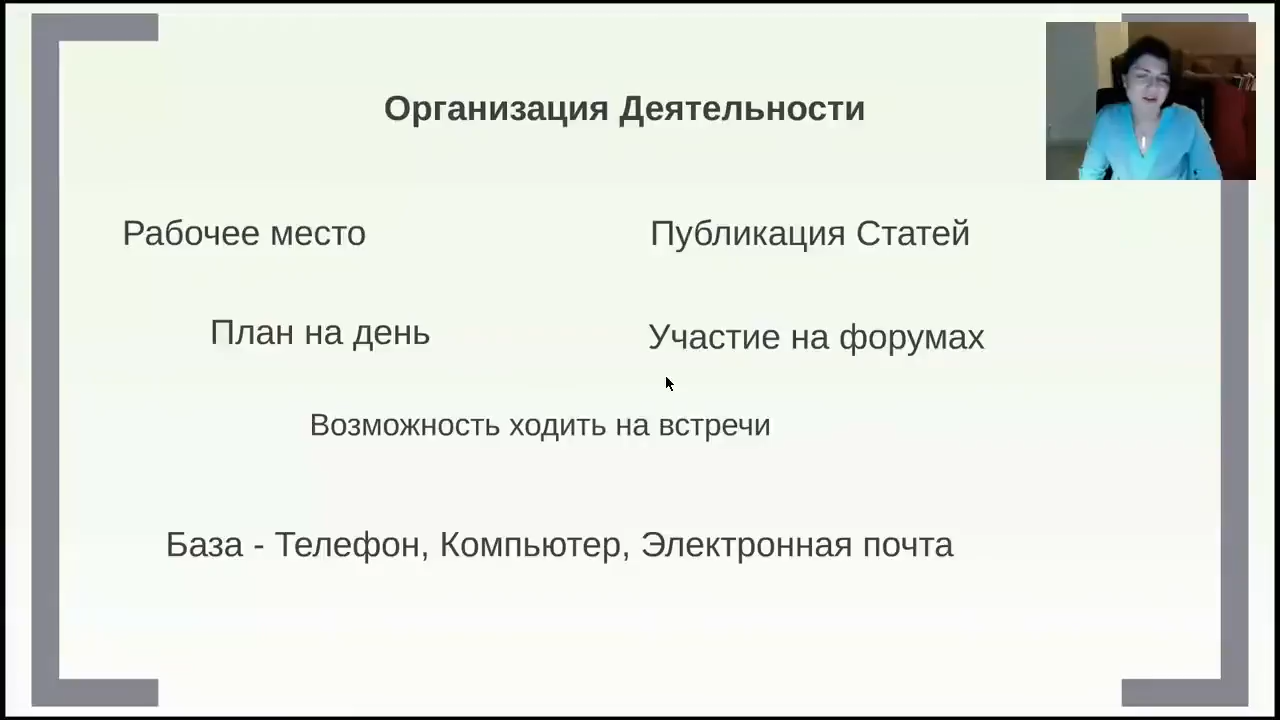 Организация Деятельности
Рабочее место
Публикация Статей
План на день
Участие на форумах
Возможность ходить на встречи
База - Телефон, Компьютер, Электронная почта